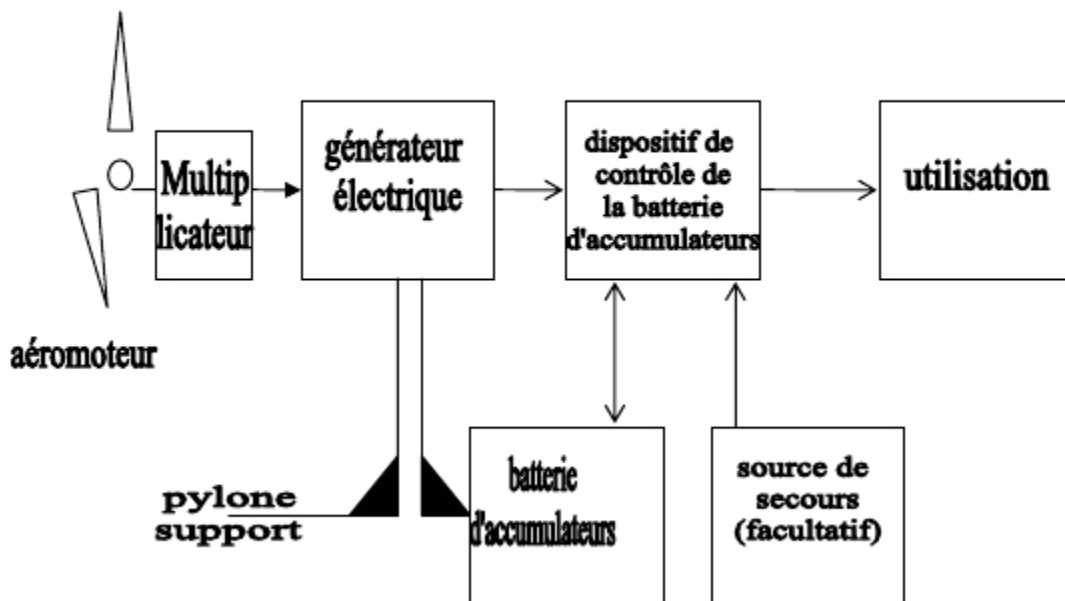 Multip
licateur
générateur
électrique
dispositif de
contrôle de
la batterie
d'accumulateurs
utilisation
aéromoteur
pylone
support
batterie
d'accumulateurs
source de
secours
(facultatif)